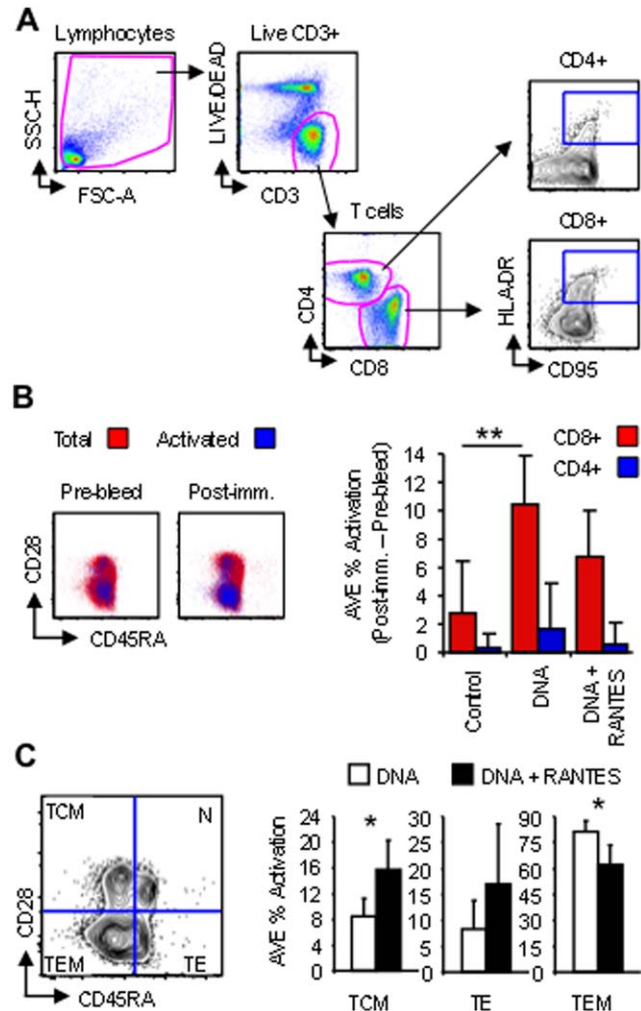 A
Lymphocytes
Live CD3+
SSC-H
FSC-A
LIVE/DEAD
CD3
T cells
CD4
CD8
CD4+
CD8+
HLADR
CD95
B
Total
Activated
Pre-bleed
Post-imm.
CD28
CD45RA
CD8+
CD4+
**
AVE % Activation
(Post-imm. – Pre-bleed)
14
12
10
8
6
4
2
0
Control
DNA
DNA +
RANTES
C
TCM
N
TEM
TE
CD28
CD45RA
DNA
DNA + RANTES
AVE % Activation
24
20
16
12
8
4
0
*
TCM
30
25
20
15
10
5
0
TE
90
75
60
45
30
15
0
*
TEM